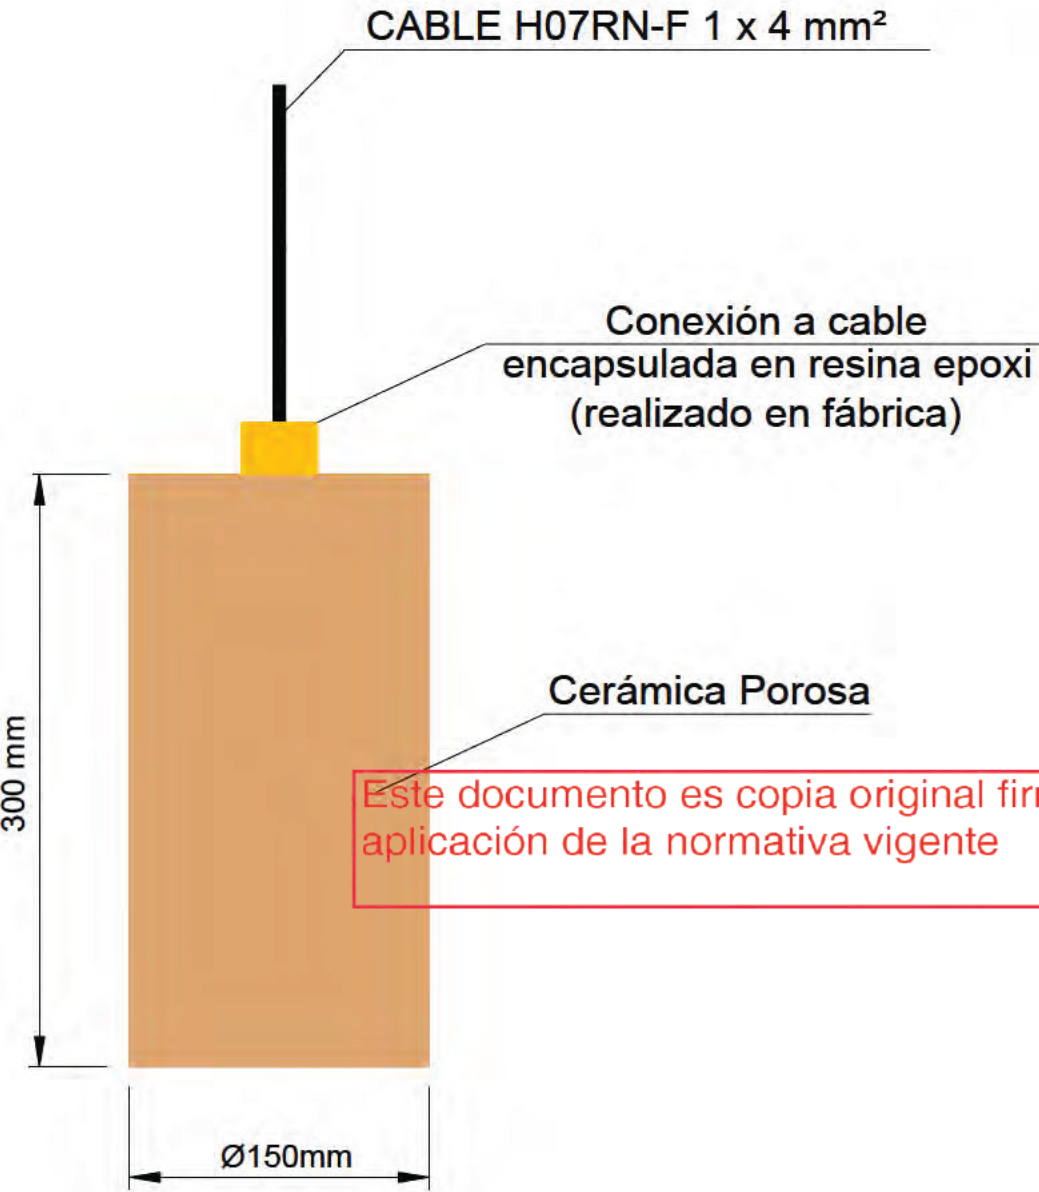 CABLE H07RN-F 1 x 4 mm²
Conexión a cable
encapsulada en resina epoxi
(realizado en fábrica)
Cerámica Porosa
300 mm
Este documento es copia original
aplicación de la normativa vigente
Ø150mm